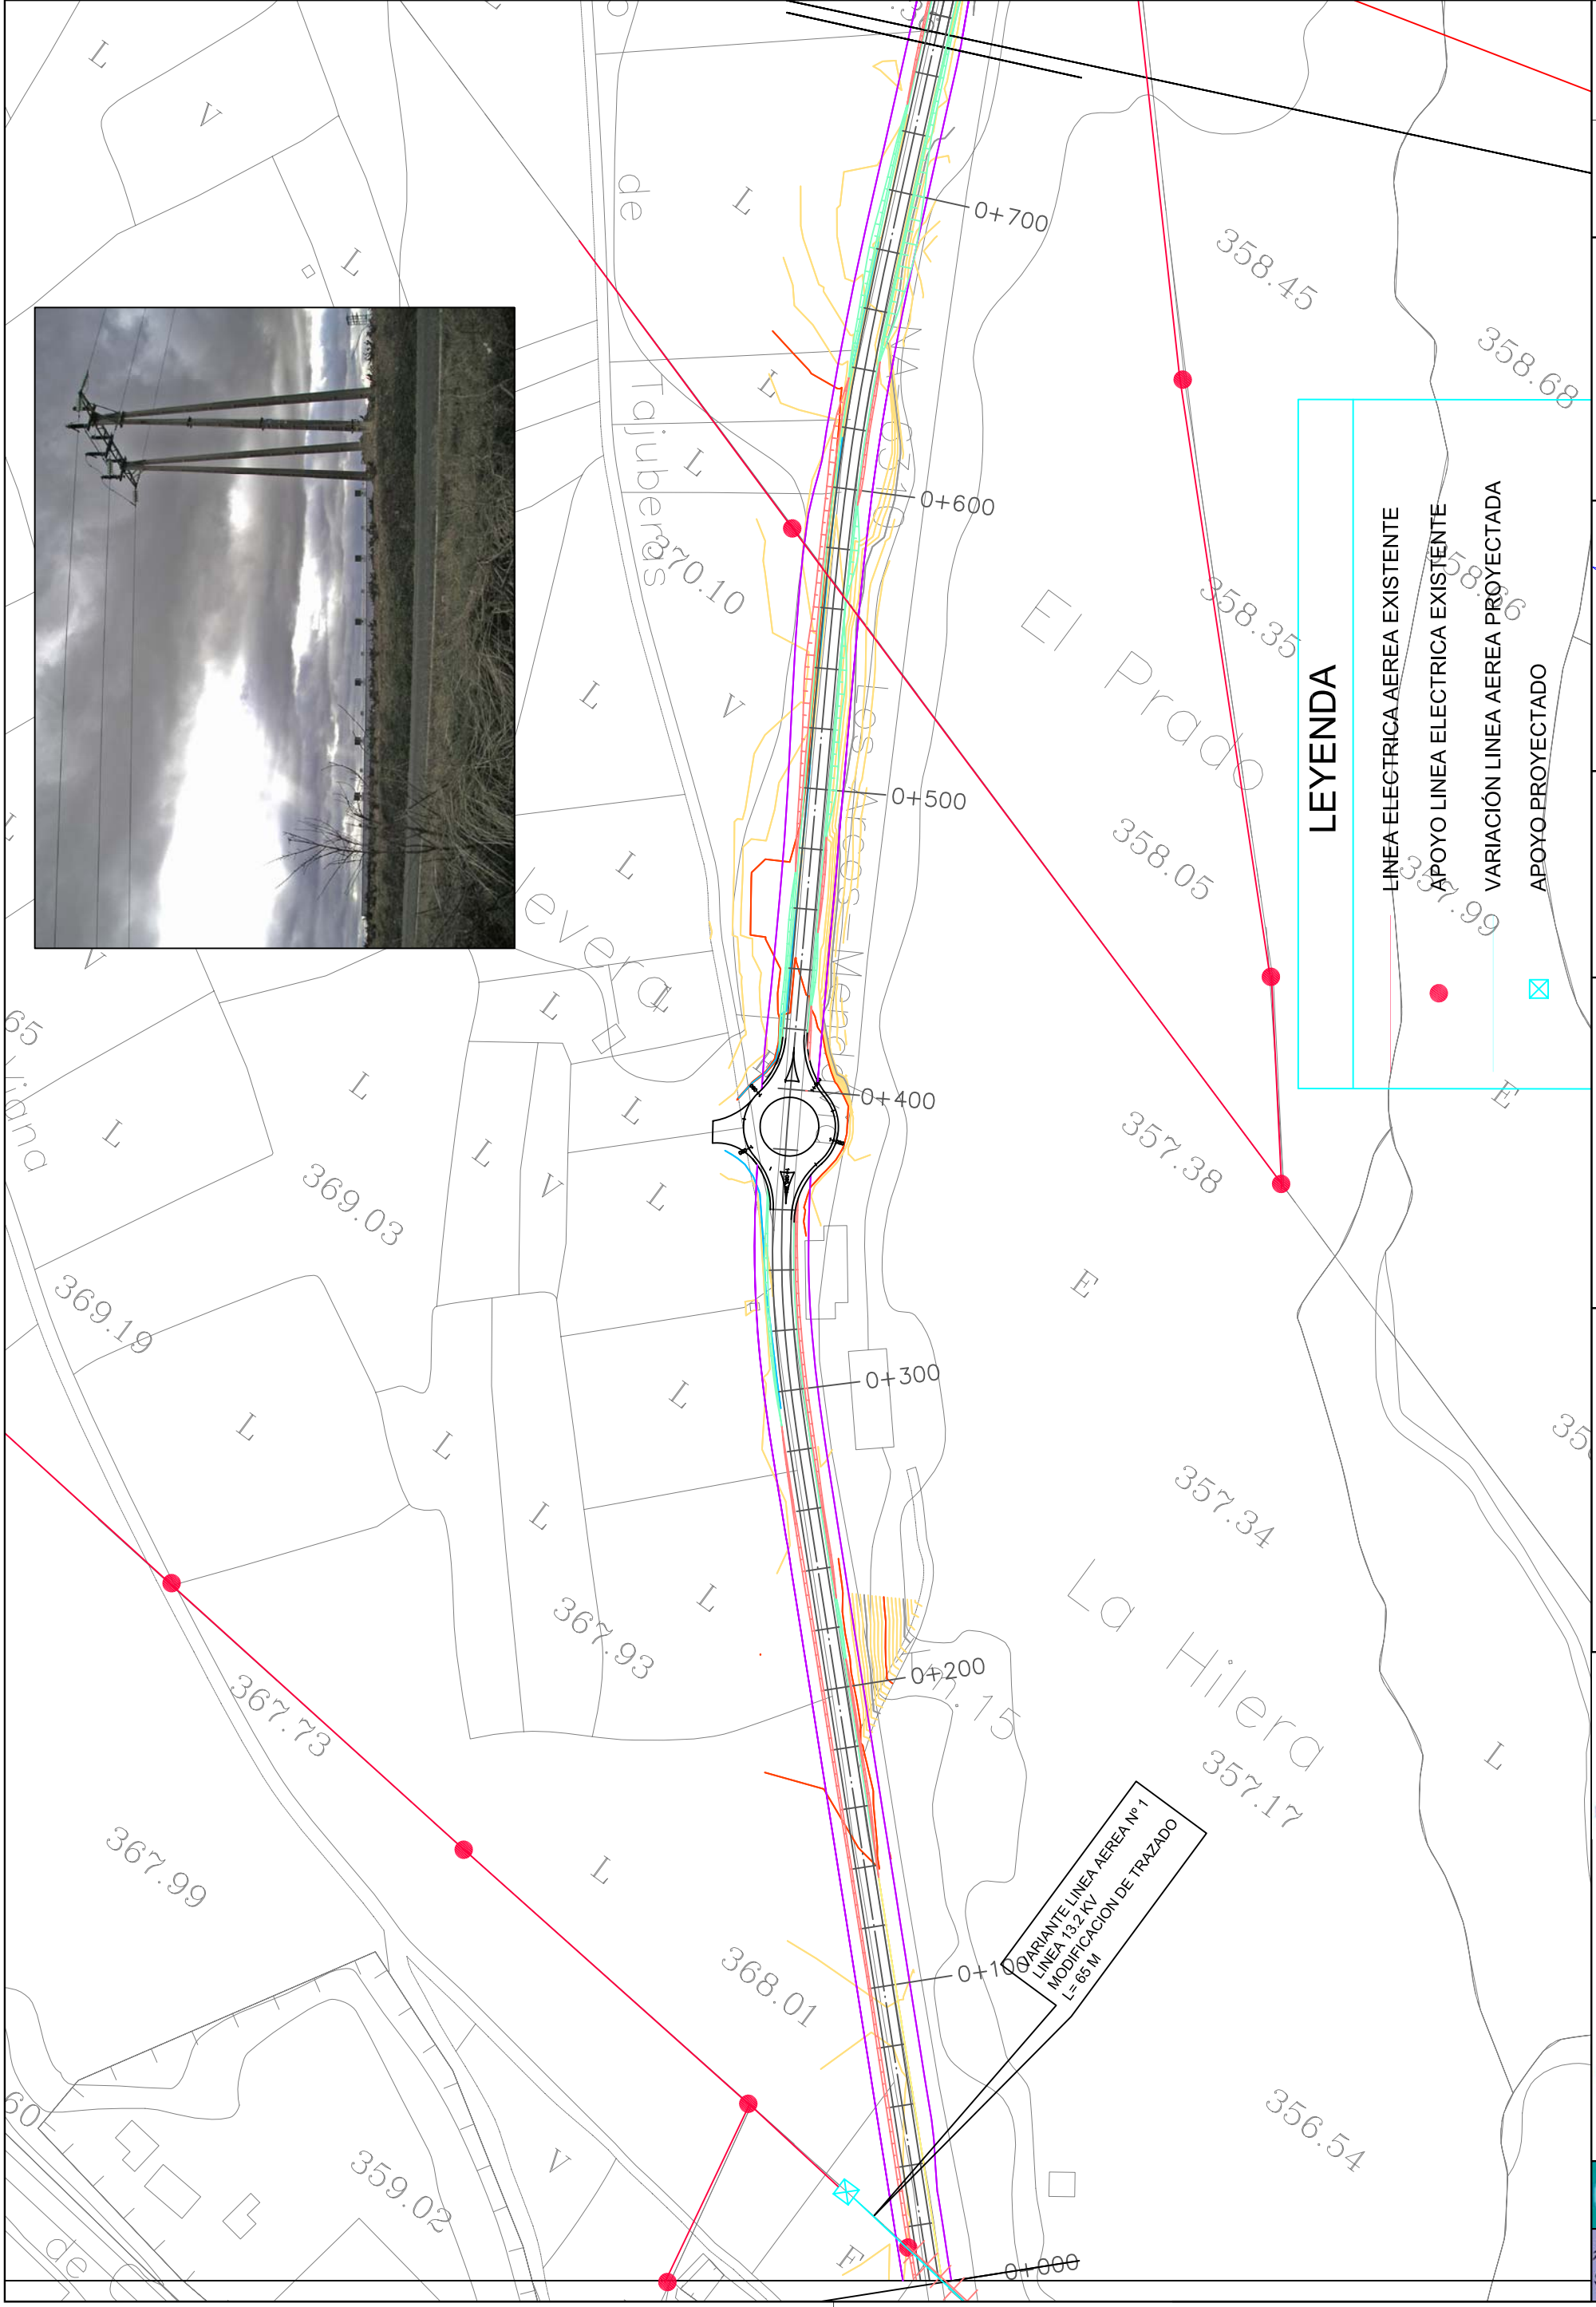 LEYENDA
LINEA ELECTRICA AEREA EXISTENTE
APOYO LINEA ELECTRICA EXISTENTE
VARIACIÓN LINEA AEREA PROYECTADA
APOYO PROYECTADO
VARIANTE LINEA AEREA Nº 1
LINEA 13.2 KV
MODIFICACION DE TRAZADO
L= 65 M
0+000
0+100
0+200
0+300
0+400
0+500
0+600
0+700
de
Tajuberas
El Prado
La Hilera
Los Arcos
358.45
358.68
358.35
358.66
358.05
357.99
357.38
357.34
357.17
356.54
370.10
369.03
369.19
367.93
367.73
367.99
368.01
359.02
L
V
L
L
L
L
L
V
L
V
L
L
L
L
L
V
L
L
L
L
L
L
L
L
V
E
E
L